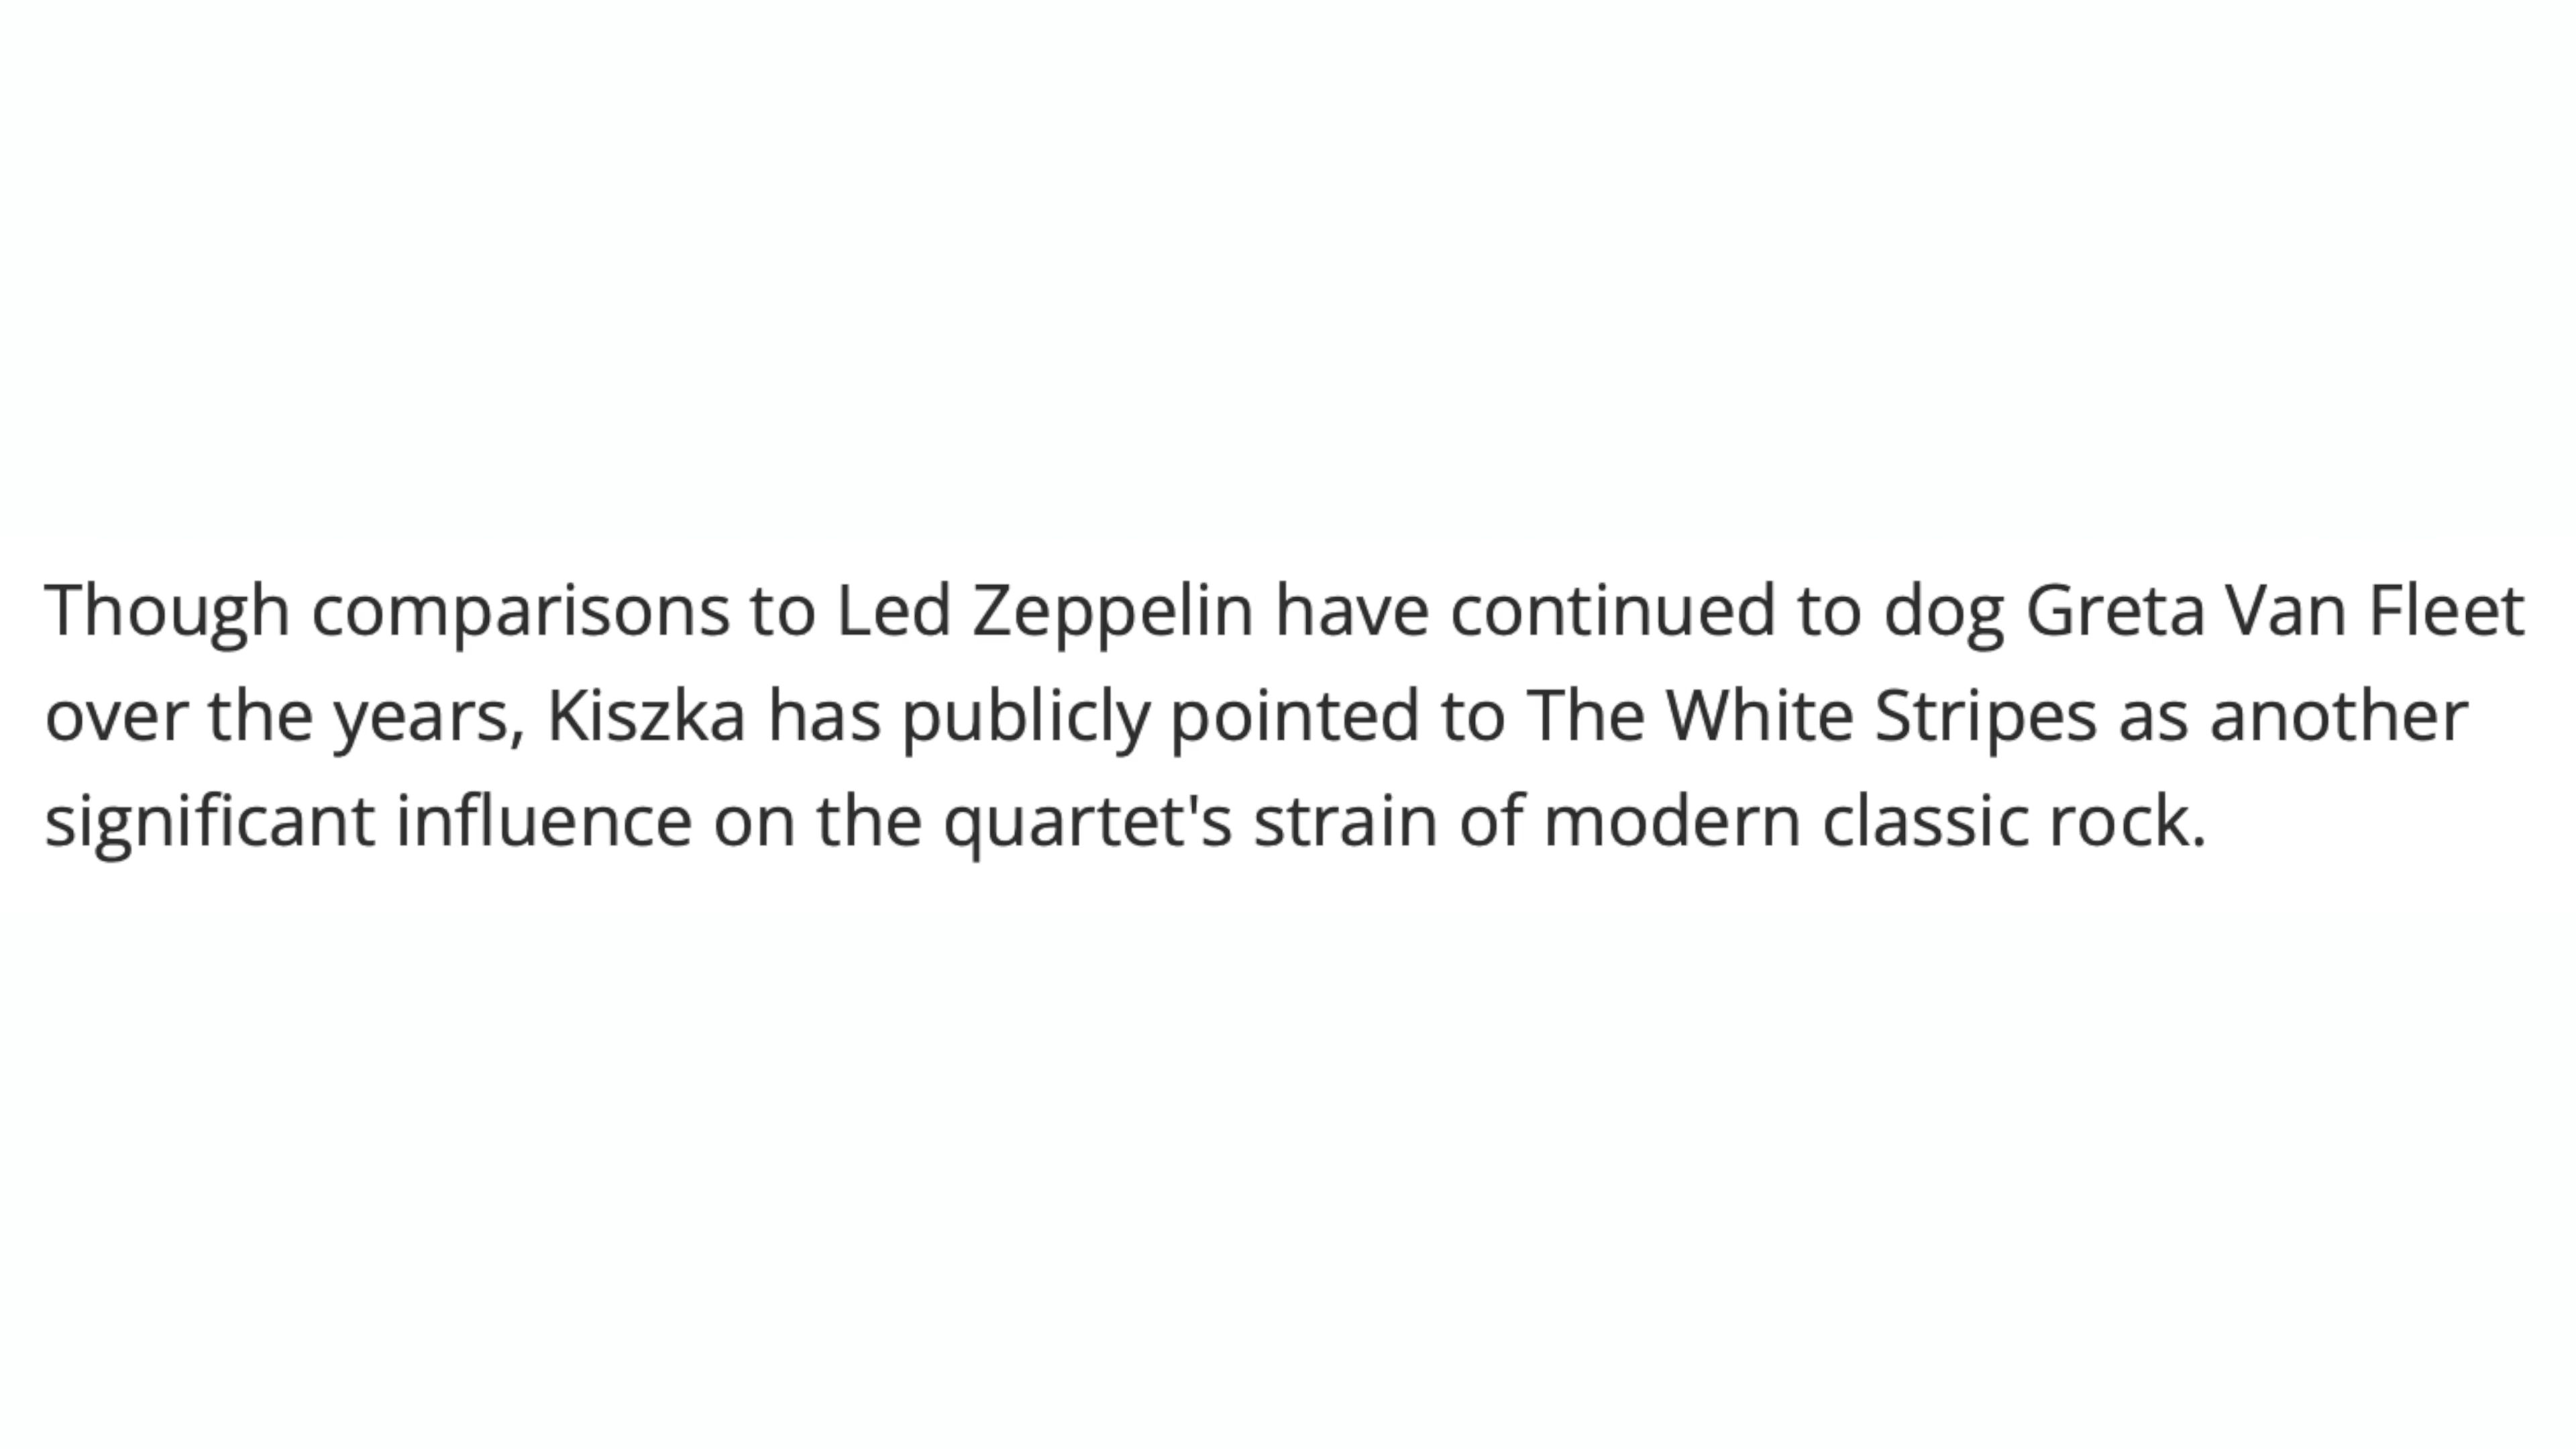 Though comparisons to Led Zeppelin have continued to dog Greta Van Fleet
over the years, Kiszka has publicly pointed to The White Stripes as another
significant influence on the quartet's strain of modern classic rock.